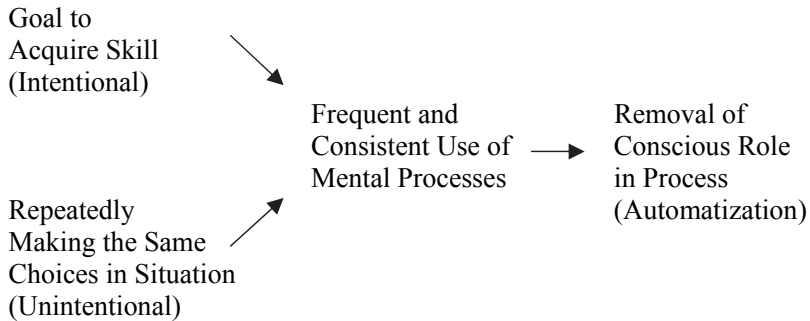 Goal to
Acquire Skill
(Intentional)
Frequent and
Consistent Use of
Mental Processes
Removal of
Conscious Role
in Process
(Automatization)
Repeatedly
Making the Same
Choices in Situation
(Unintentional)